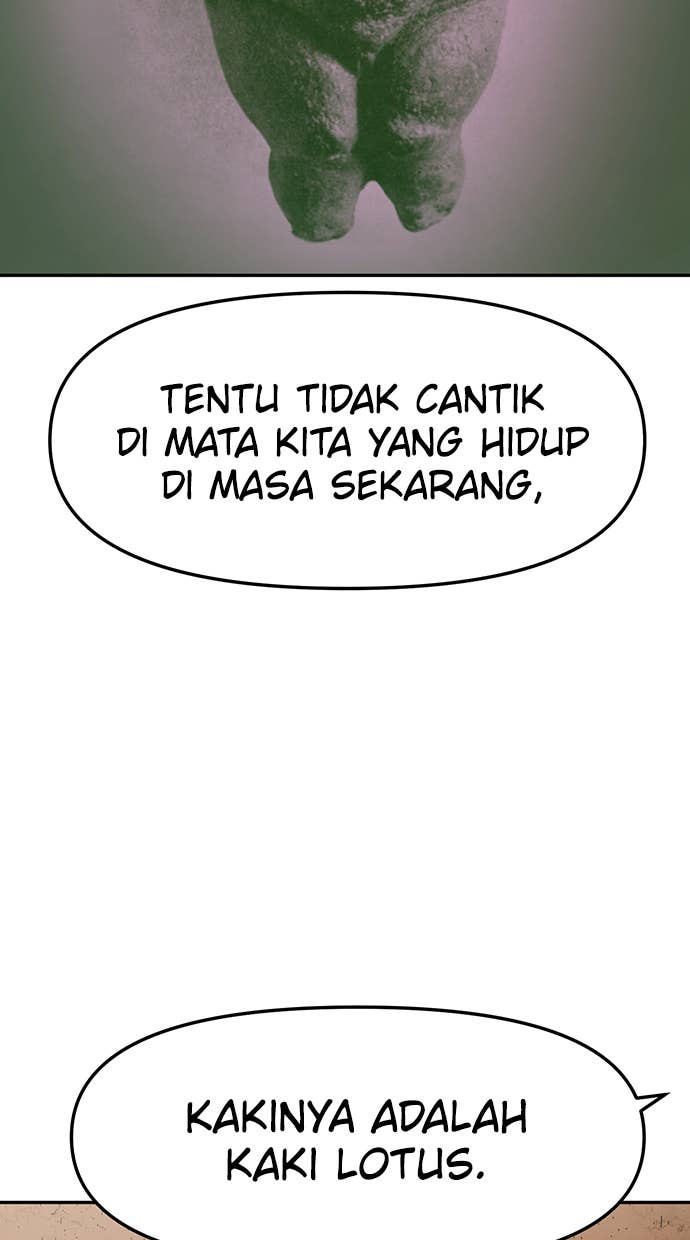 TENTU TIDAK CANTIK
DI MATA KITA YANG HIDUP
DI MASA SEKARANG,
KAKINYA ADALAH
KAKI LOTUS.